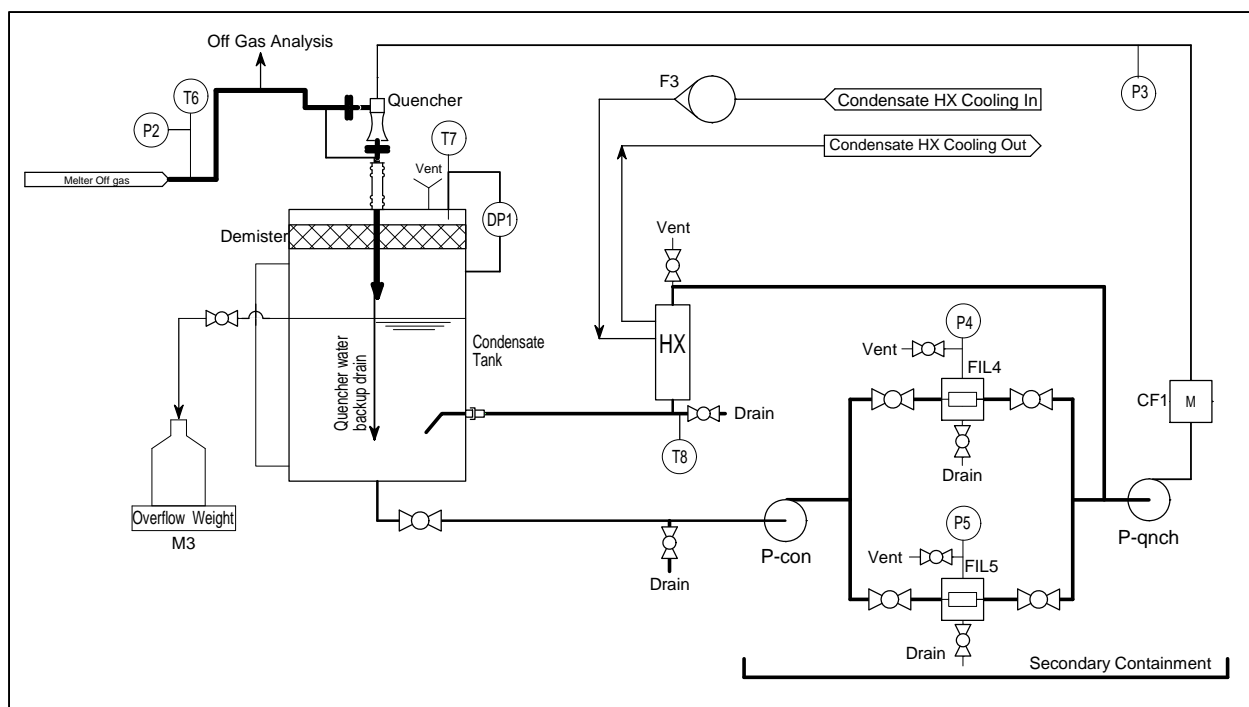 Off Gas Analysis
T6
P2
Quencher
T7
Vent
Melter Off gas
DP1
Demister
F3
Condensate HX Cooling In
Condensate HX Cooling Out
P3
Vent
HX
Condensate
Tank
Quencher water
backup drain
Drain
T8
P4
Vent
FIL4
Drain
CF1
M
P5
Vent
FIL5
Drain
P-con
P-qnch
Drain
Overflow Weight
M3
Secondary Containment